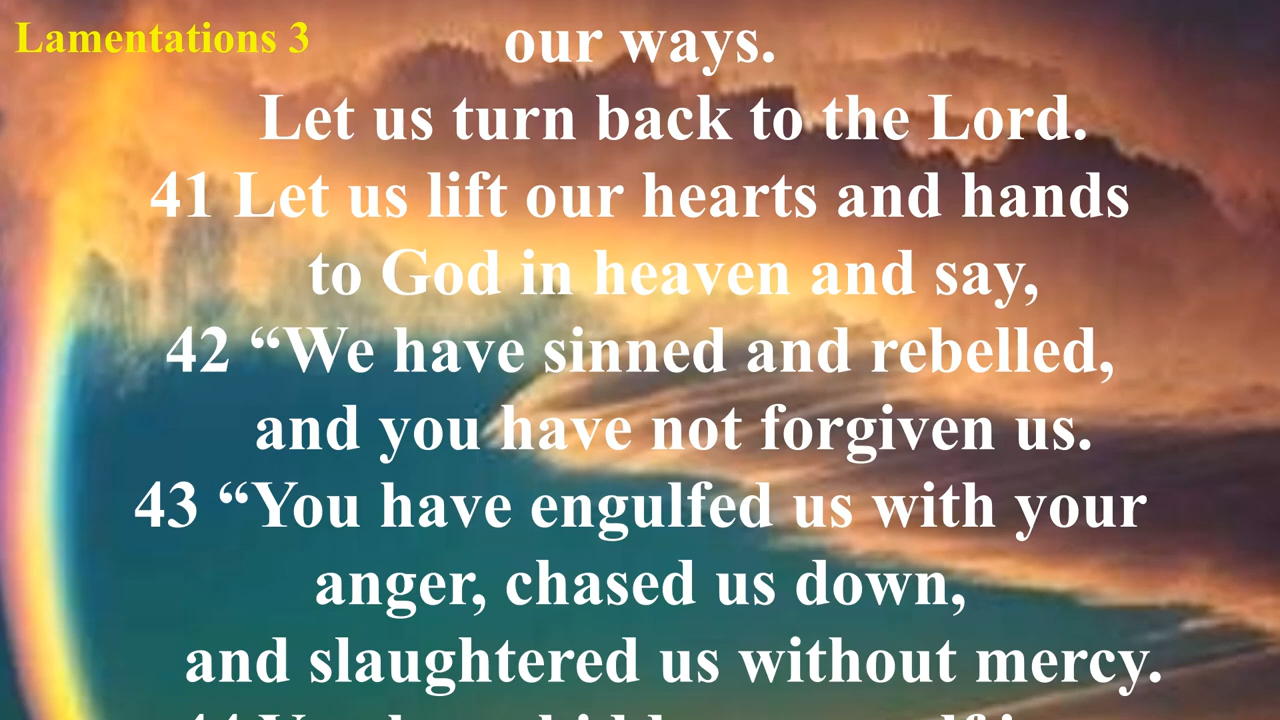 Lamentations 3
our ways.
Let us turn back to the Lord.
41 Let us lift our hearts and hands
to God in heaven and say,
42 “We have sinned and rebelled,
and you have not forgiven us.
43 “You have engulfed us with your
anger, chased us down,
and slaughtered us without mercy.